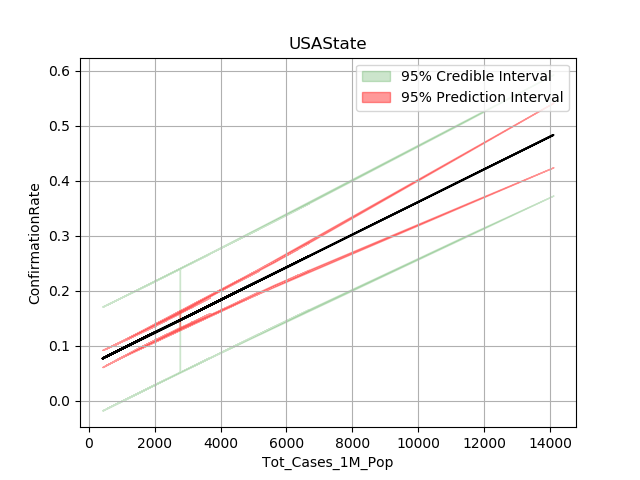 USAState
95% Credible Interval
95% Prediction Interval
0.6
0.5
0.4
0.3
0.2
0.1
0.0
ConfirmationRate
0 2000 4000 6000 8000 10000 12000 14000
Tot_Cases_1M_Pop